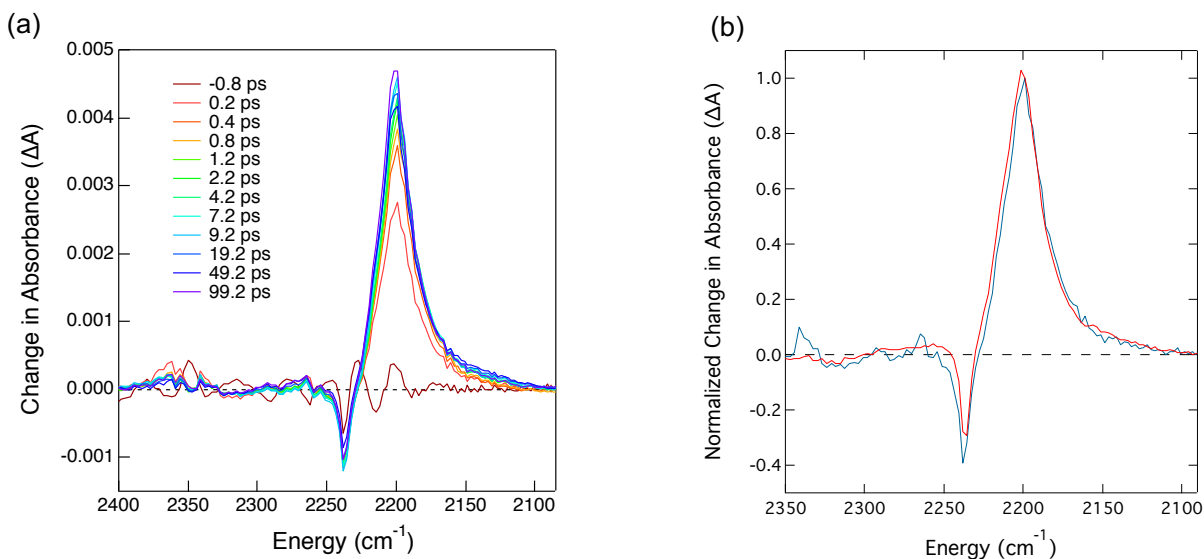 (a)
0.005
0.004
0.003
0.002
0.001
0.000
-0.001
Change in Absorbance (ΔA)
-0.8 ps
0.2 ps
0.4 ps
0.8 ps
1.2 ps
2.2 ps
4.2 ps
7.2 ps
9.2 ps
19.2 ps
49.2 ps
99.2 ps
2400 2350 2300 2250 2200 2150 2100
Energy (cm⁻¹)
(b)
1.0
0.8
0.6
0.4
0.2
0.0
-0.2
-0.4
Normalized Change in Absorbance (ΔA)
2350 2300 2250 2200 2150 2100
Energy (cm⁻¹)